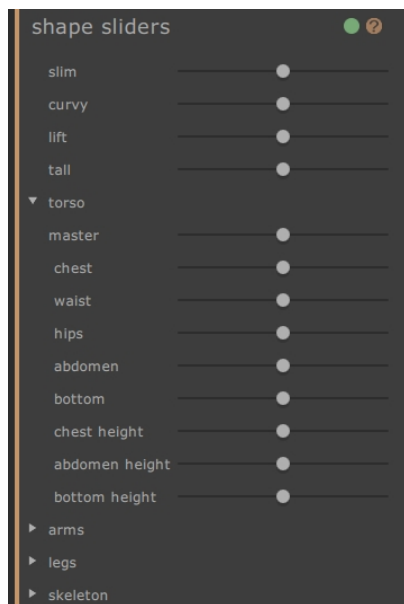 shape sliders ?
slim
curvy
lift
tall
torso
master
chest
waist
hips
abdomen
bottom
chest height
abdomen height
bottom height
arms
legs
skeleton